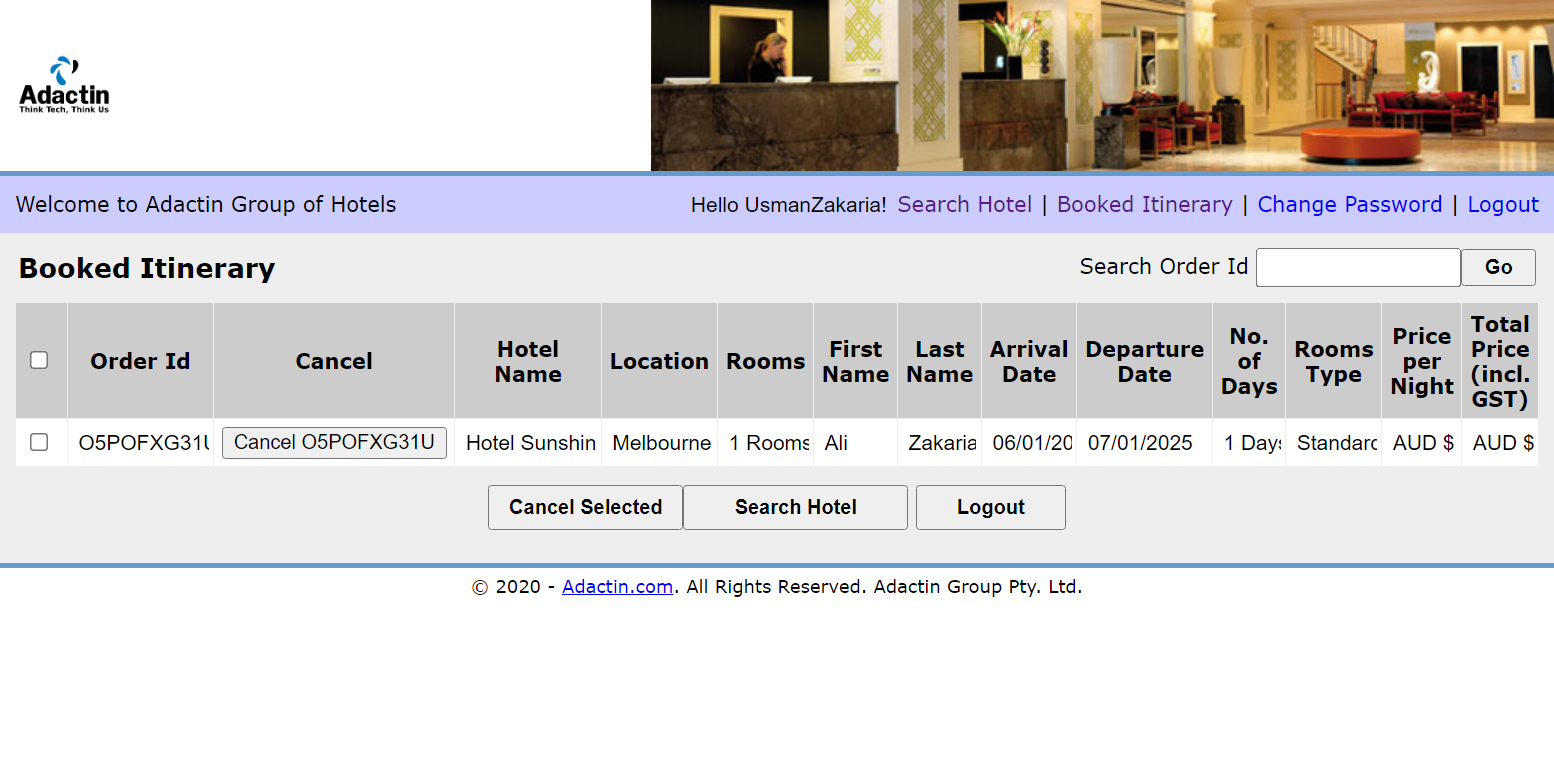 Adactin
Think Tech, Think Us
Welcome to Adactin Group of Hotels
Hello UsmanZakaria! Search Hotel | Booked Itinerary | Change Password | Logout
Booked Itinerary
Search Order Id
Go
Order Id
Cancel
Hotel Name
Location
Rooms
First Name
Last Name
Arrival Date
Departure Date
No. of Days
Rooms Type
Price per Night
Total Price (incl. GST)
O5POFXG31U
Cancel O5POFXG31U
Hotel Sunshin
Melbourne
1 Rooms
Ali
Zakaria
06/01/20
07/01/2025
1 Days
Standard
AUD $
AUD $
Cancel Selected
Search Hotel
Logout
© 2020 - Adactin.com. All Rights Reserved. Adactin Group Pty. Ltd.